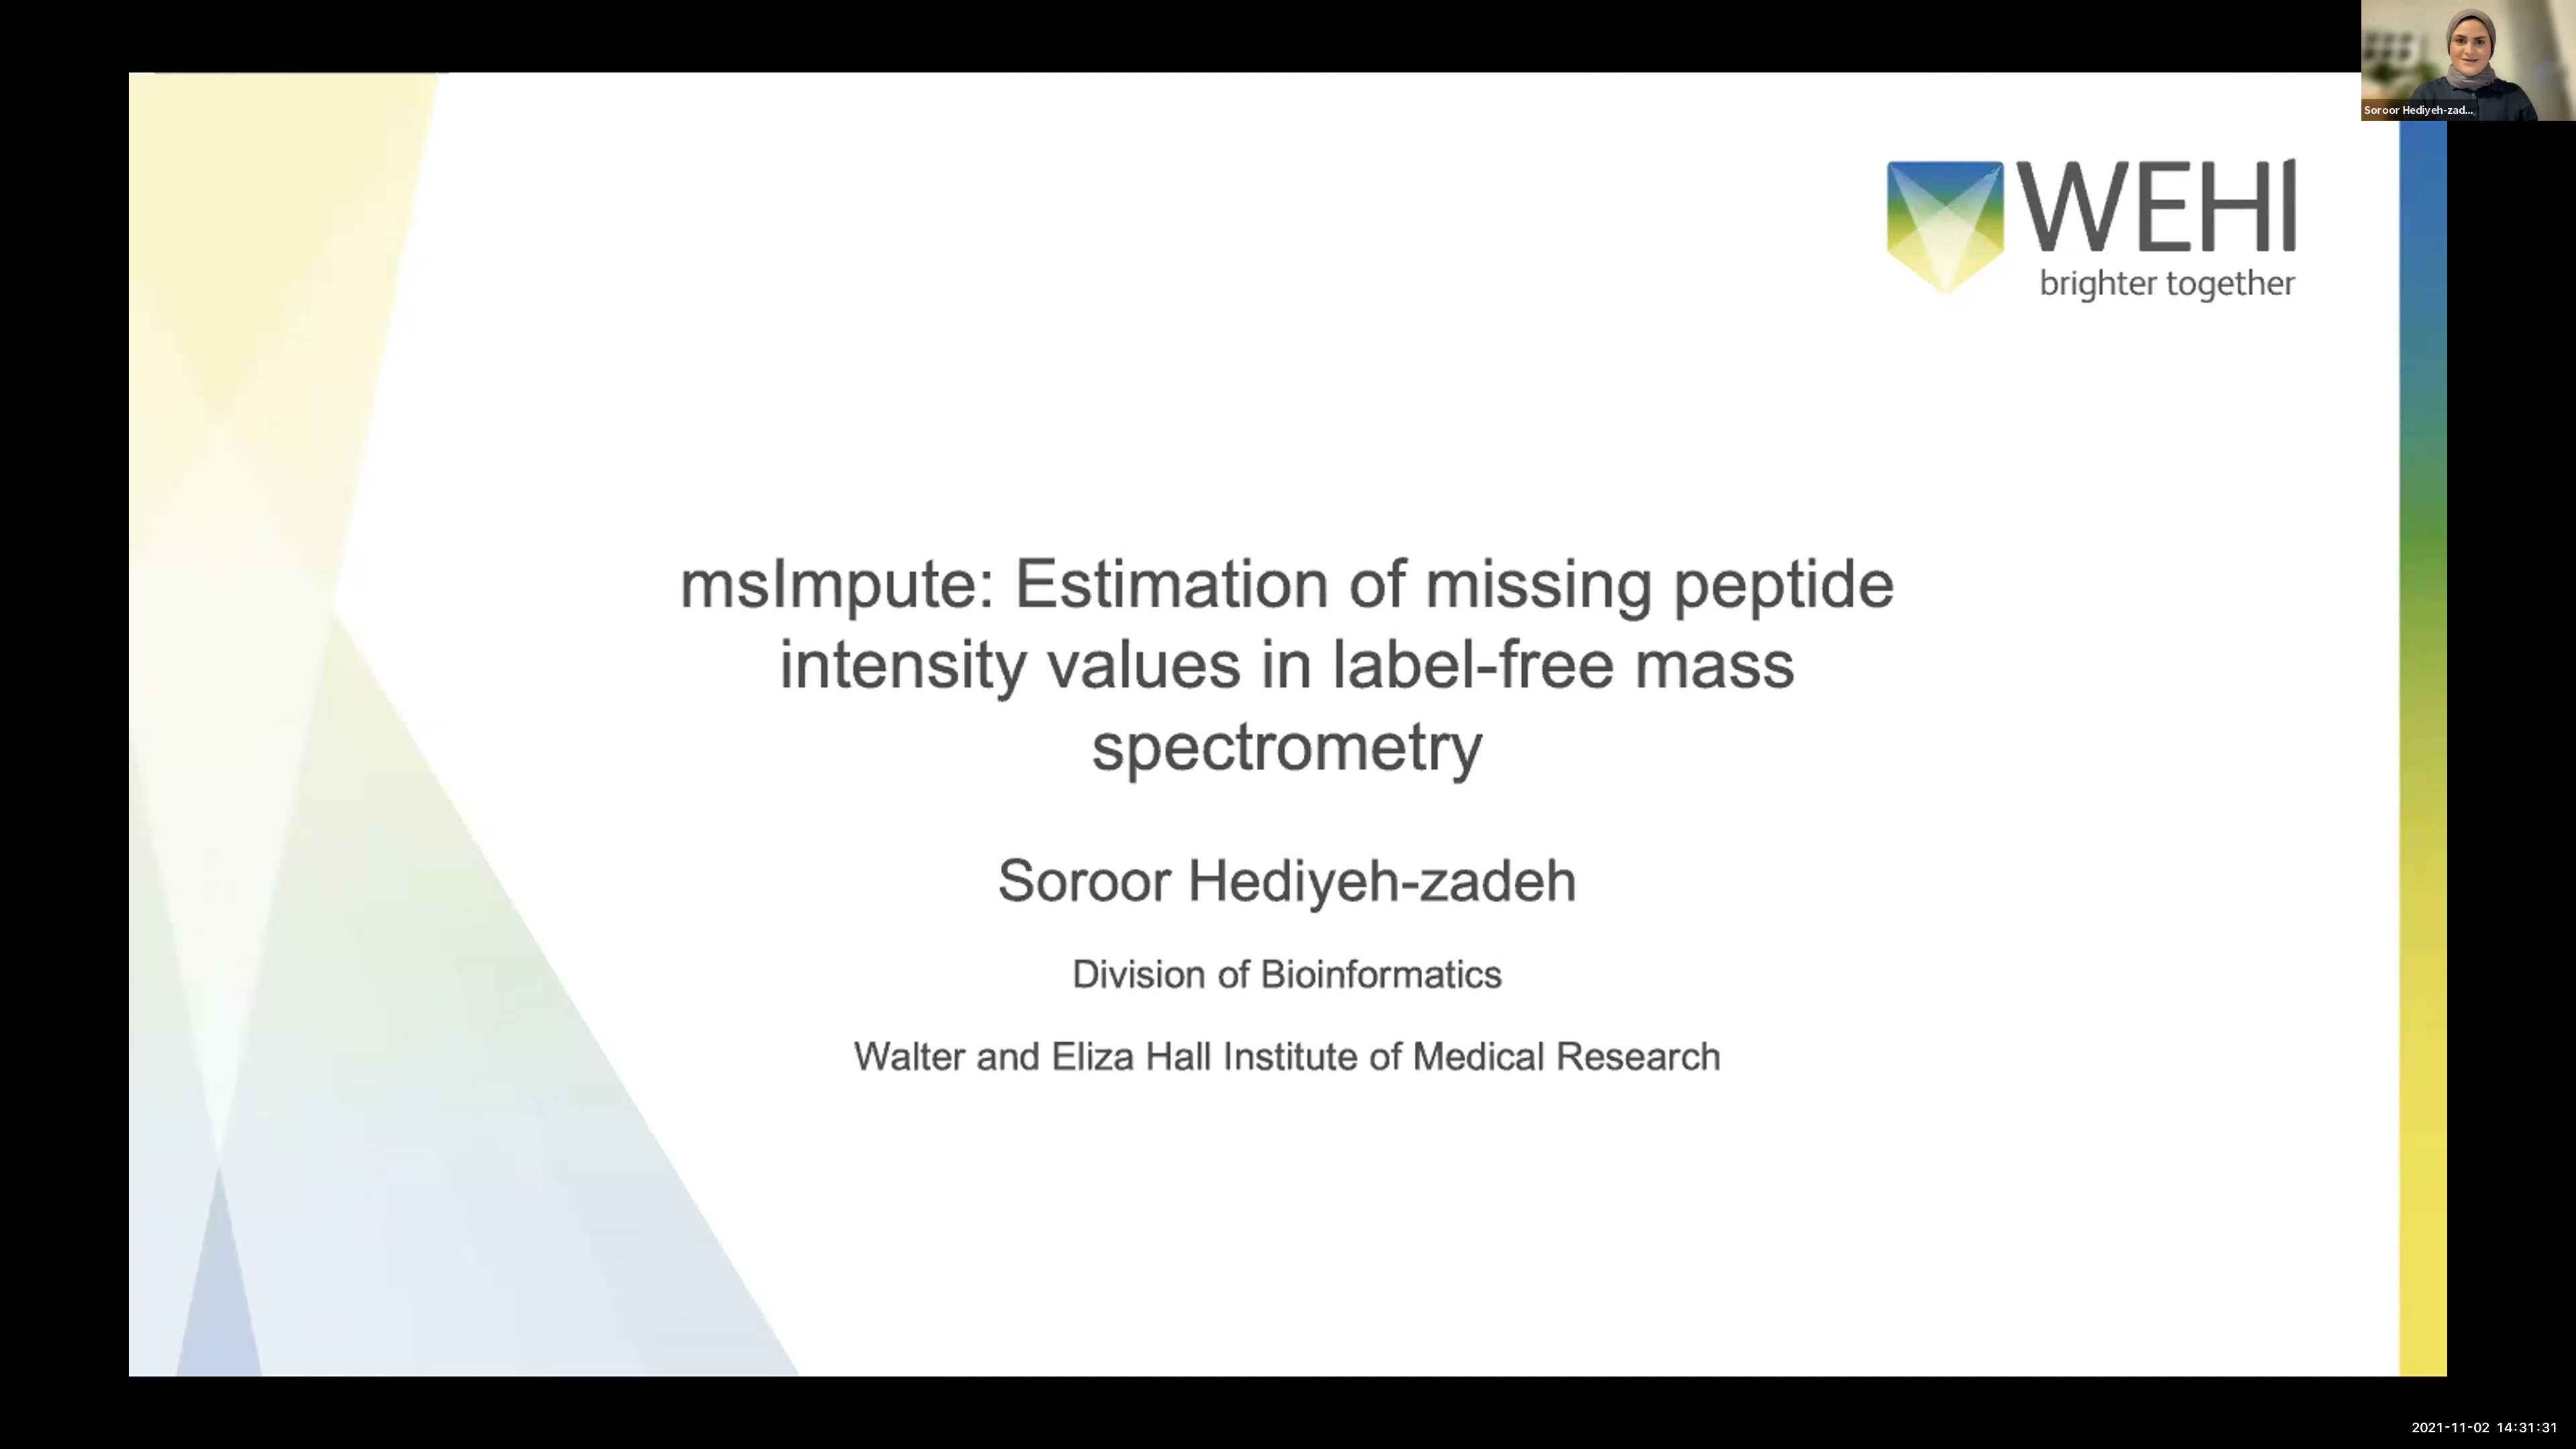 Soroor Hediyeh-zad...
WEHI
brighter together
msImpute: Estimation of missing peptide
intensity values in label-free mass
spectrometry
Soroor Hediyeh-zadeh
Division of Bioinformatics
Walter and Eliza Hall Institute of Medical Research
2021-11-02 14:31:31